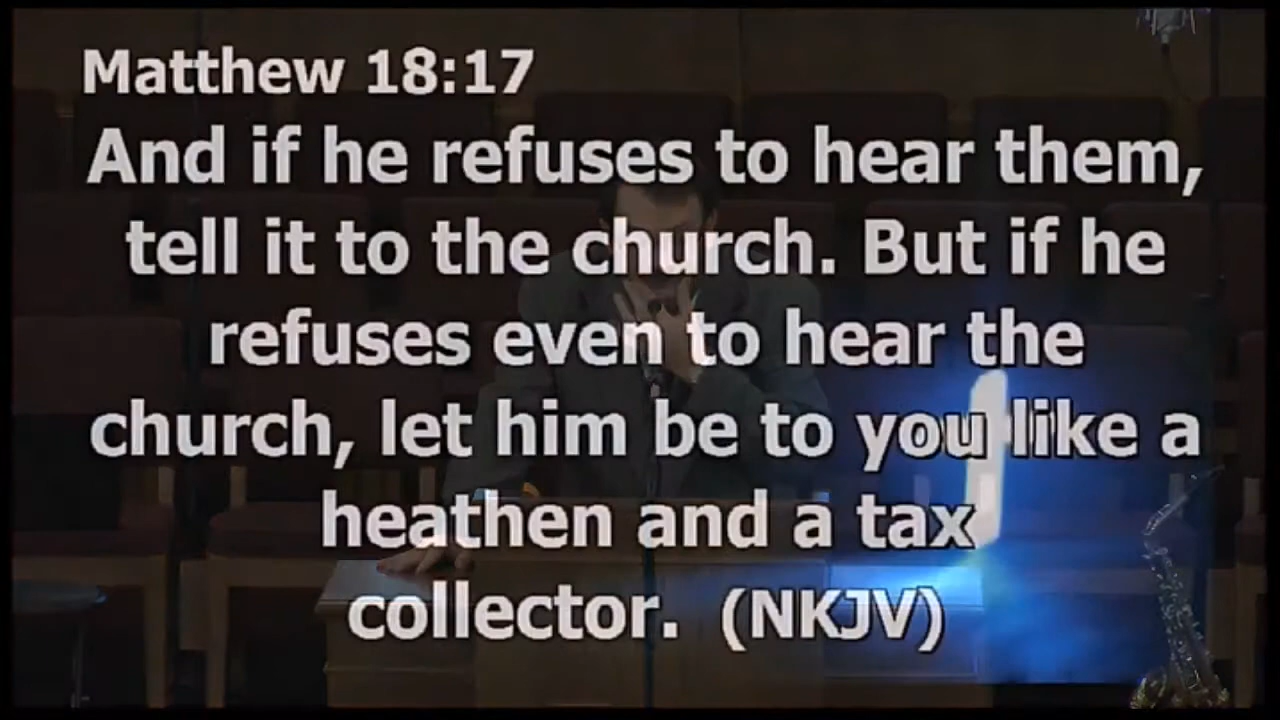 Matthew 18:17
And if he refuses to hear them,
tell it to the church. But if he
refuses even to hear the
church, let him be to you like a
heathen and a tax
collector. (NKJV)